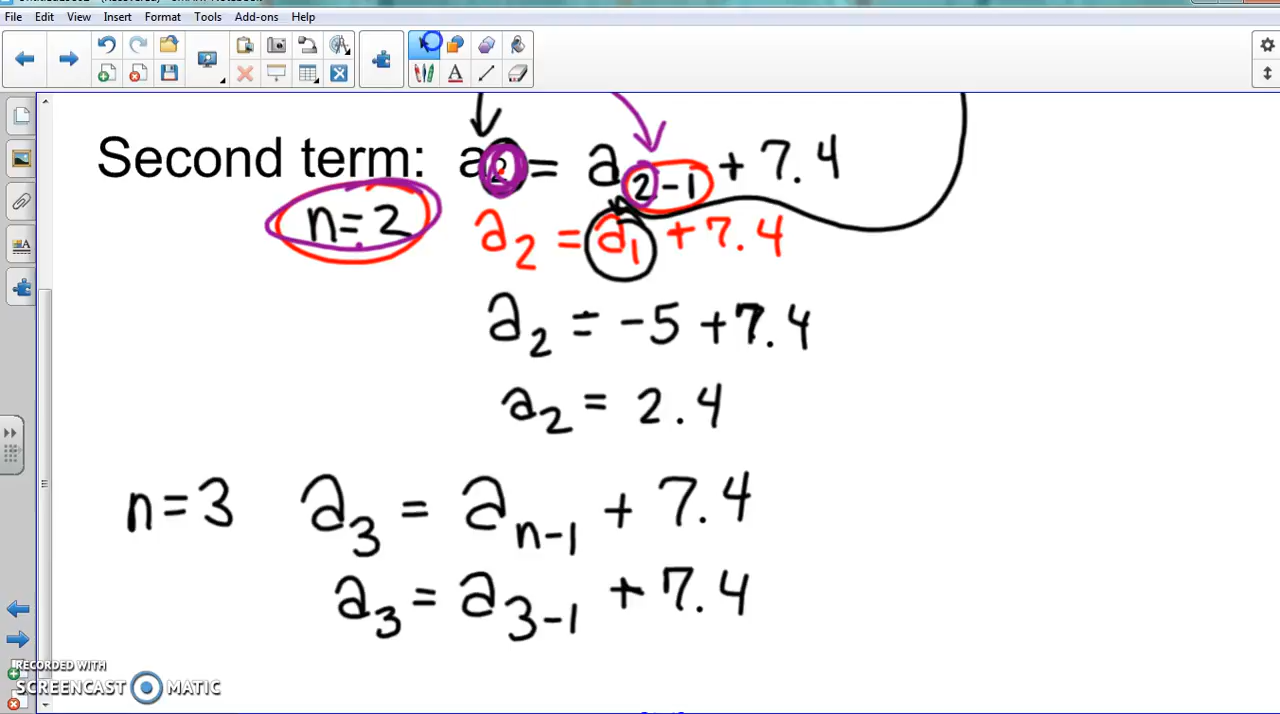 File Edit View Insert Format Tools Add-ons Help
Second term: a₂ = a₂₋₁ + 7.4
n=2
a₂ = a₁ + 7.4
a₂ = -5 + 7.4
a₂ = 2.4
n=3 a₃ = aₙ₋₁ + 7.4
a₃ = a₃₋₁ + 7.4
RECORDED WITH
SCREENCAST MATIC